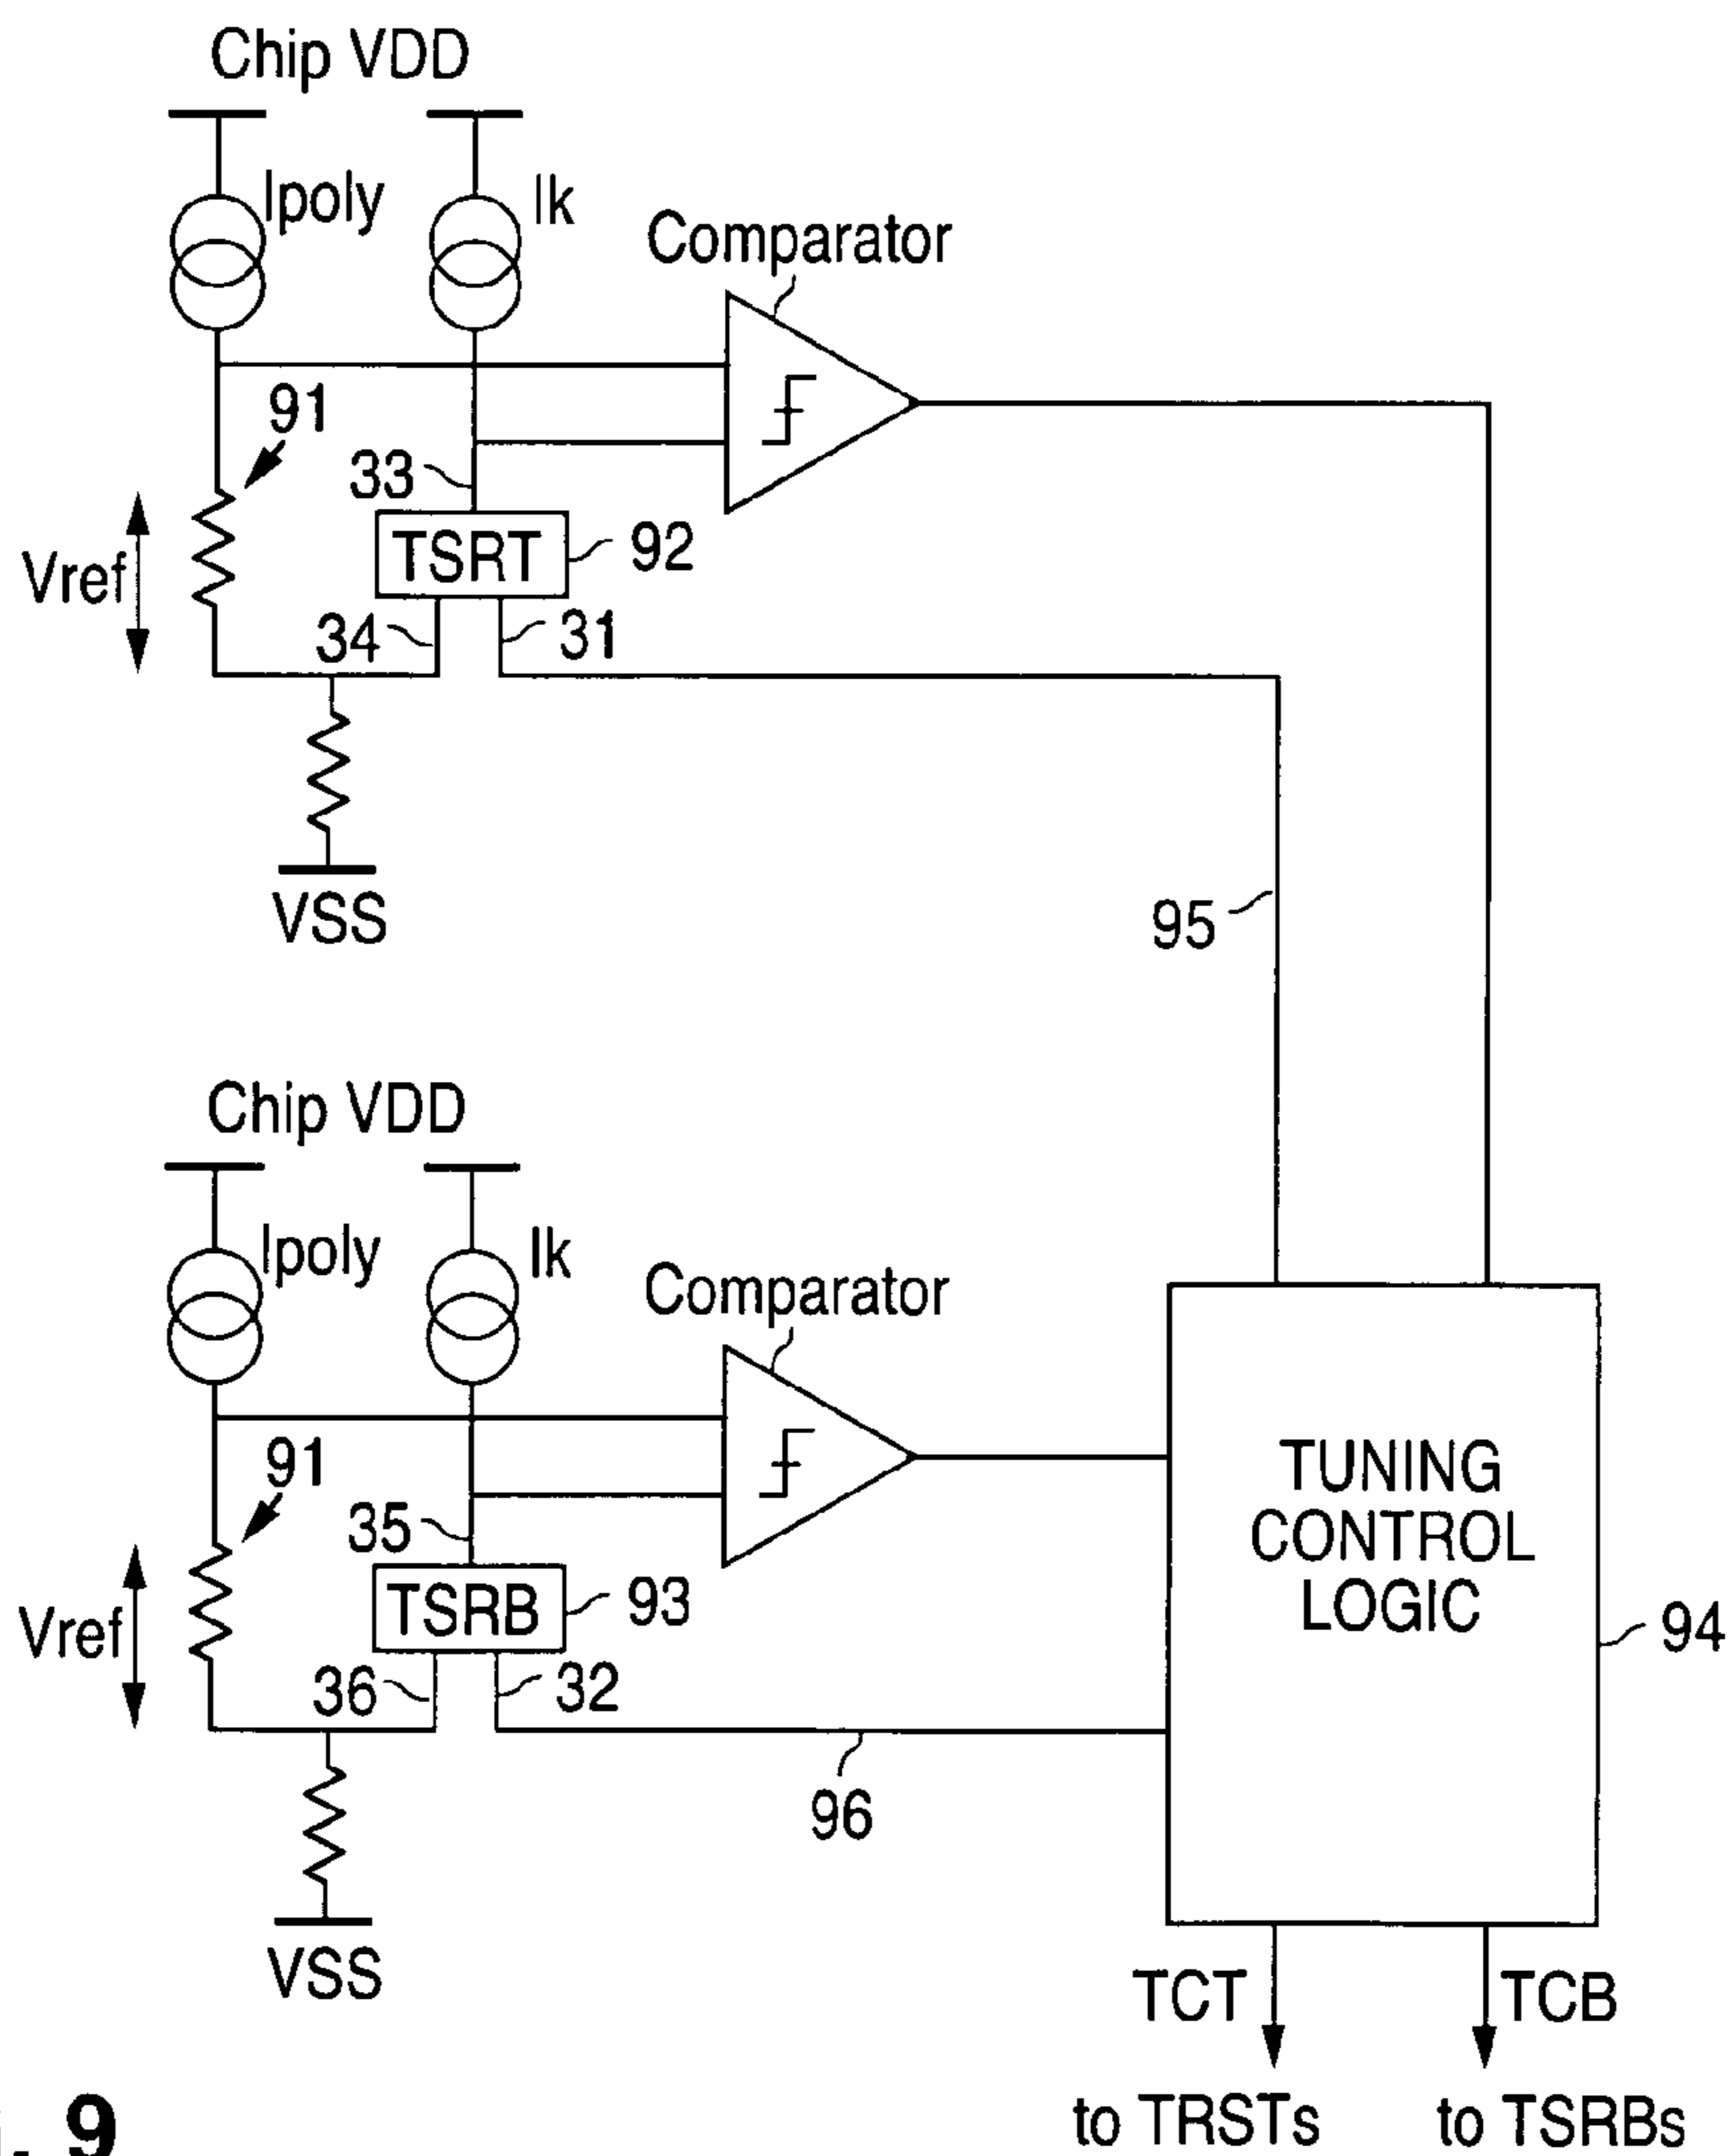 Chip VDD
Ipoly
Ik
Comparator
91
33
TSRT
92
Vref
34
31
VSS
95
Chip VDD
Ipoly
Ik
Comparator
91
35
TSRB
93
Vref
36
32
96
VSS
TUNING
CONTROL
LOGIC
94
TCT
TCB
to TRSTs
to TSRBs
9